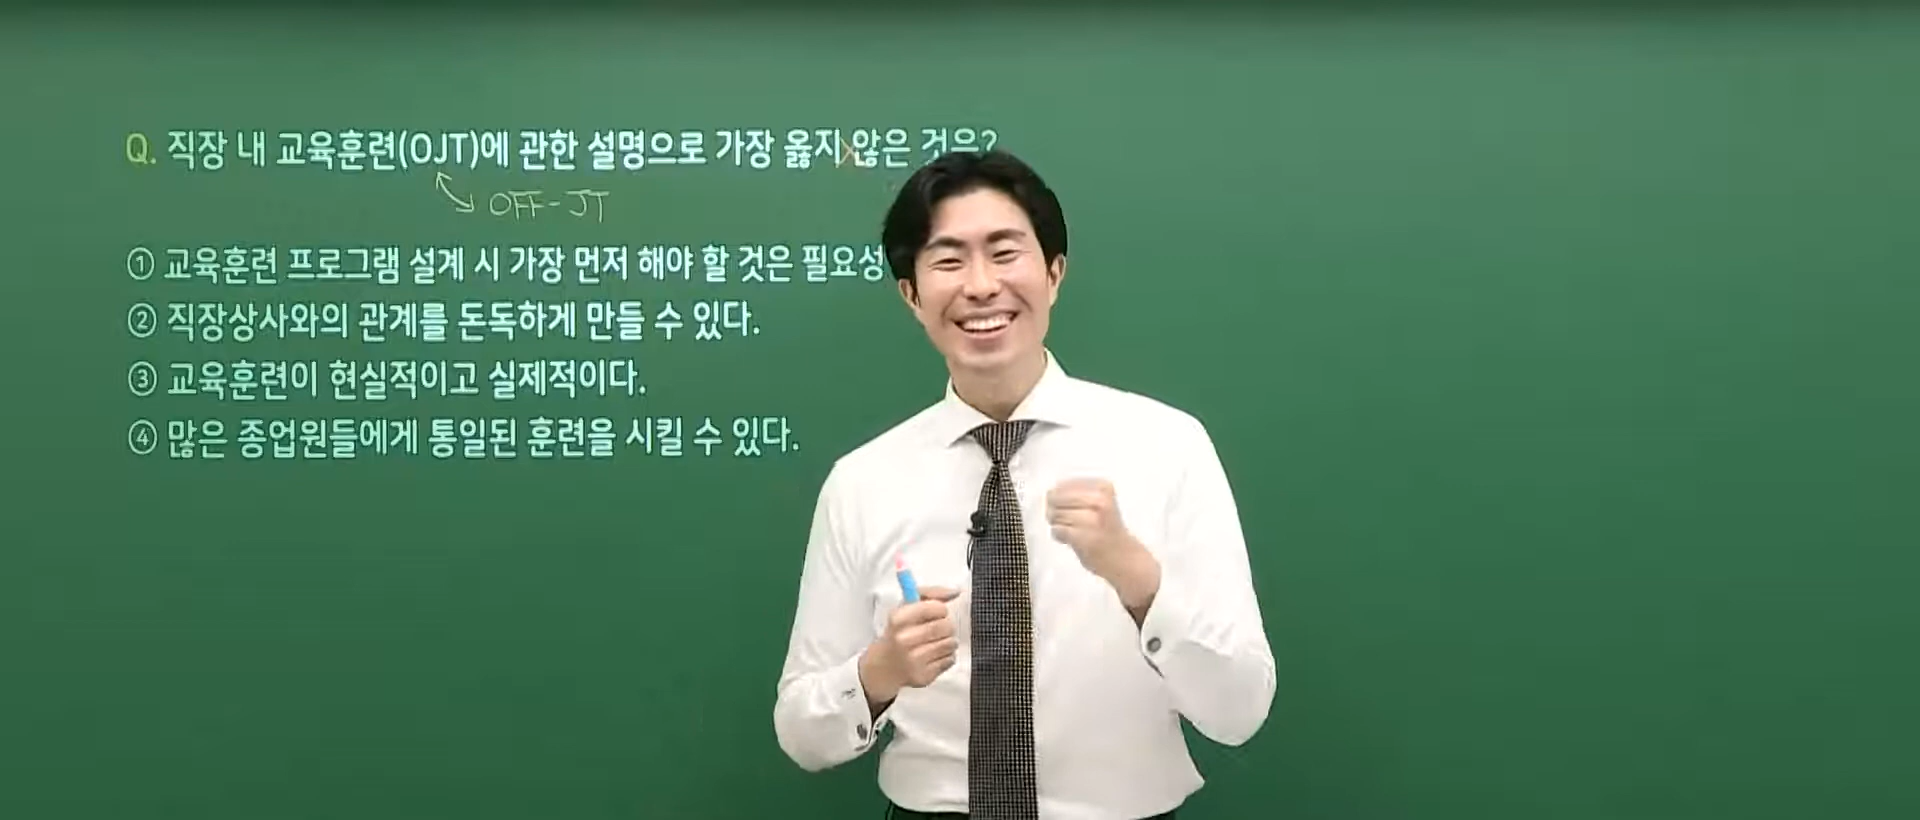 Q. 직장 내 교육훈련(OJT)에 관한 설명으로 가장 옳지 않은 것은?
OFF-JT
① 교육훈련 프로그램 설계 시 가장 먼저 해야 할 것은 필요성
② 직장상사와의 관계를 돈독하게 만들 수 있다.
③ 교육훈련이 현실적이고 실제적이다.
④ 많은 종업원들에게 통일된 훈련을 시킬 수 있다.